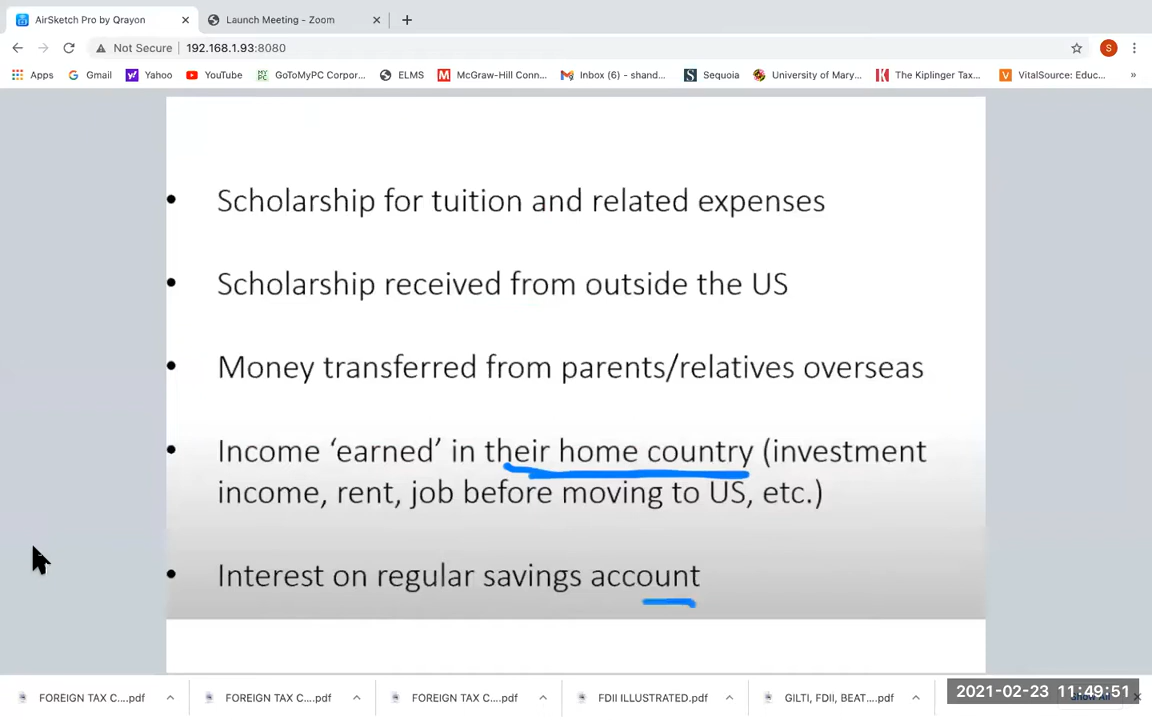 AirSketch Pro by Qrayon
Launch Meeting - Zoom
Not Secure 192.168.1.93:8080
Apps Gmail Yahoo YouTube GoToMyPC Corpor... ELMS McGraw-Hill Conn... Inbox (6) - shand... Sequoia University of Mary... The Kiplinger Tax... VitalSource: Educ... »
• Scholarship for tuition and related expenses
• Scholarship received from outside the US
• Money transferred from parents/relatives overseas
• Income ‘earned’ in their home country (investment
income, rent, job before moving to US, etc.)
• Interest on regular savings account
FOREIGN TAX C....pdf FOREIGN TAX C....pdf FOREIGN TAX C....pdf FDII ILLUSTRATED.pdf GILTI, FDII, BEAT....pdf
2021-02-23 11:49:51